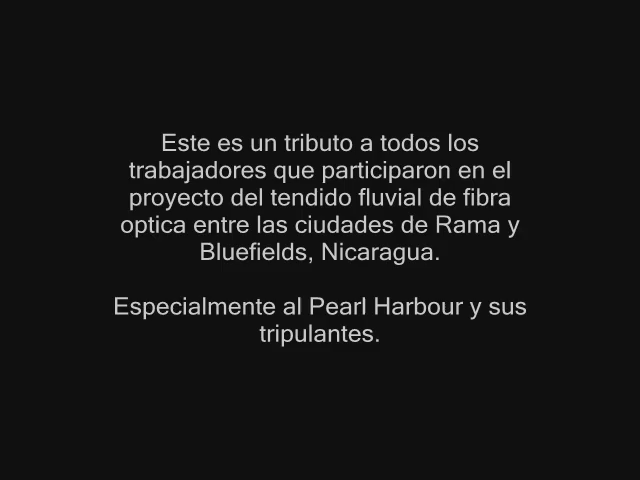 Este es un tributo a todos los
trabajadores que participaron en el
proyecto del tendido fluvial de fibra
optica entre las ciudades de Rama y
Bluefields, Nicaragua.
Especialmente al Pearl Harbour y sus
tripulantes.